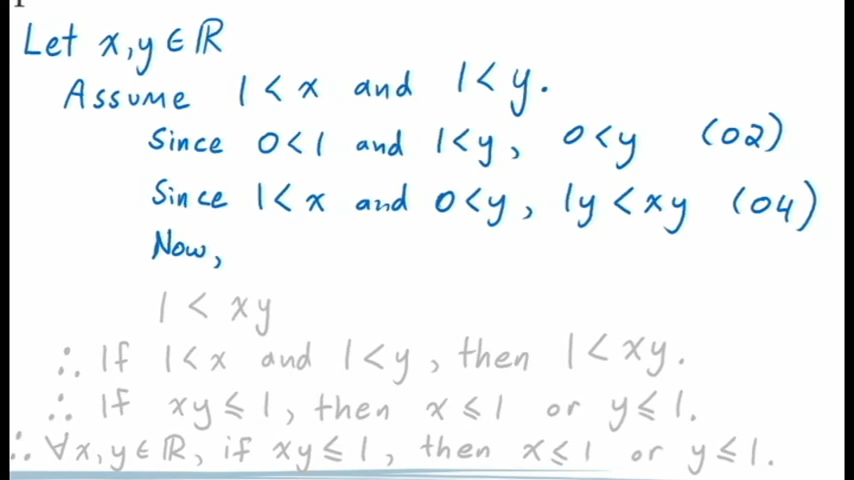 Let x, y ∈ ℝ
Assume 1 < x and 1 < y.
Since 0 < 1 and 1 < y, 0 < y (02)
Since 1 < x and 0 < y, 1y < xy (04)
Now,
1 < xy
∴ If 1 < x and 1 < y, then 1 < xy.
∴ If xy ≤ 1, then x ≤ 1 or y ≤ 1.
∴ ∀x, y ∈ ℝ, if xy ≤ 1, then x ≤ 1 or y ≤ 1.